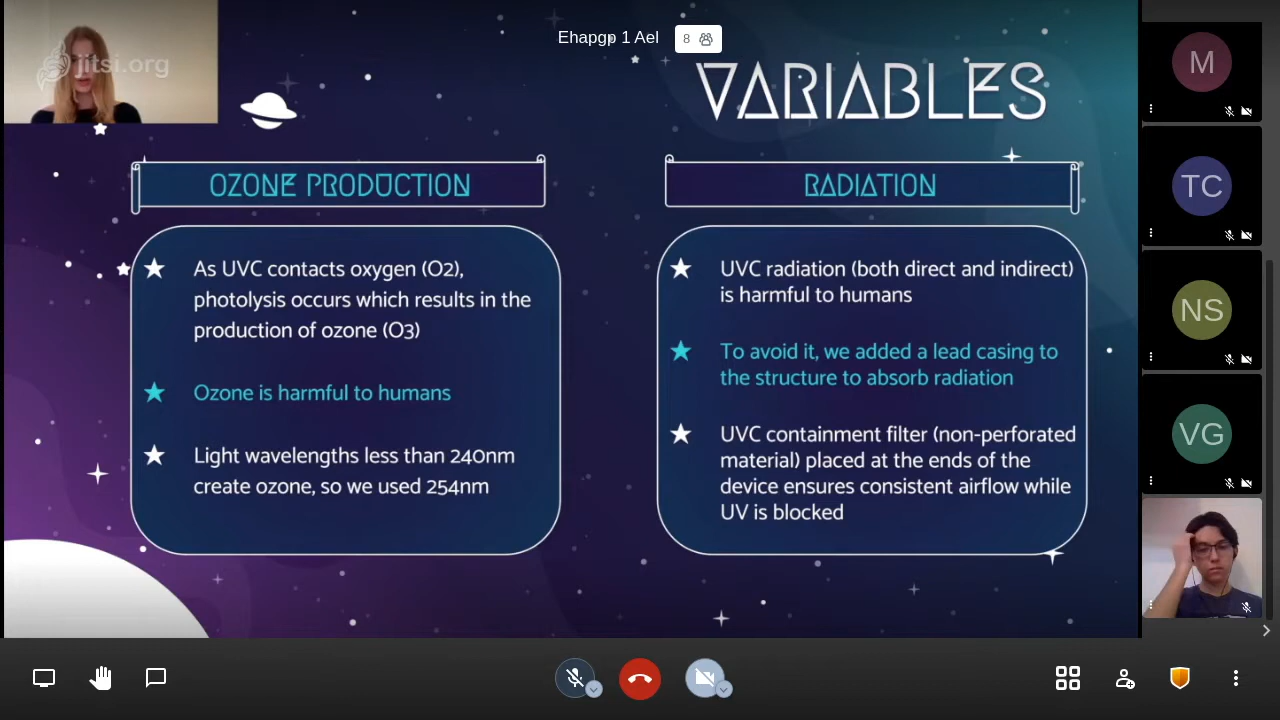 jitsi.org
Ehapgp 1 Ael
8
VARIABLES
OZONE PRODUCTION
As UVC contacts oxygen (O2),
photolysis occurs which results in the
production of ozone (O3)
Ozone is harmful to humans
Light wavelengths less than 240nm
create ozone, so we used 254nm
RADIATION
UVC radiation (both direct and indirect)
is harmful to humans
To avoid it, we added a lead casing to
the structure to absorb radiation
UVC containment filter (non-perforated
material) placed at the ends of the
device ensures consistent airflow while
UV is blocked
M
TC
NS
VG